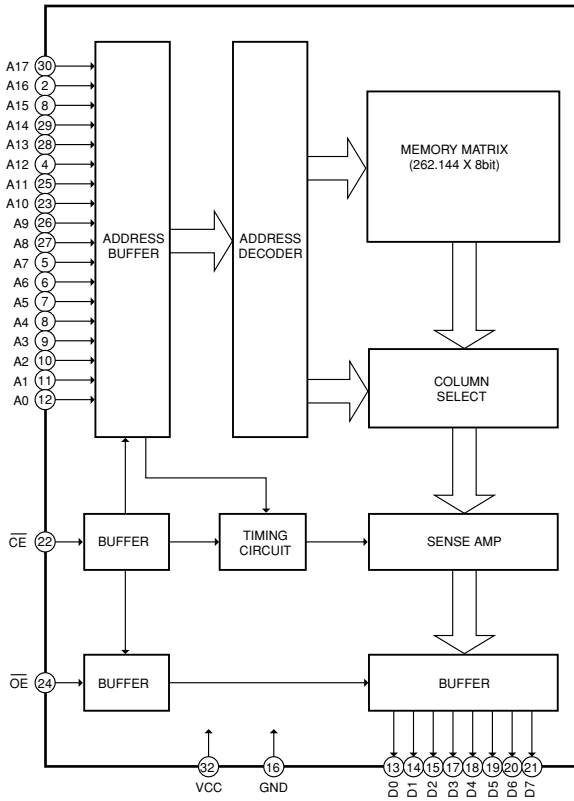 A17 30
A16 2
A15 8
A14 29
A13 28
A12 4
A11 25
A10 23
A9 26
A8 27
A7 5
A6 6
A5 7
A4 8
A3 9
A2 10
A1 11
A0 12
ADDRESS
BUFFER
ADDRESS
DECODER
MEMORY MATRIX
(262.144 X 8bit)
COLUMN
SELECT
CE 22
BUFFER
TIMING
CIRCUIT
SENSE AMP
OE 24
BUFFER
BUFFER
32
VCC
16
GND
13 14 15 17 18 19 20 21
D0 D1 D2 D3 D4 D5 D6 D7